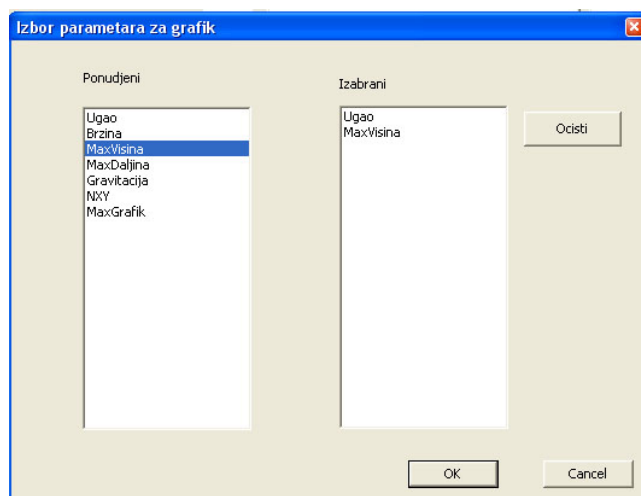 Izbor parametara za grafik
Ponudjeni
Izabrani
Ugao
Brzina
MaxVisina
MaxDaljina
Gravitacija
NXY
MaxGrafik
Ugao
MaxVisina
Ocisti
OK
Cancel